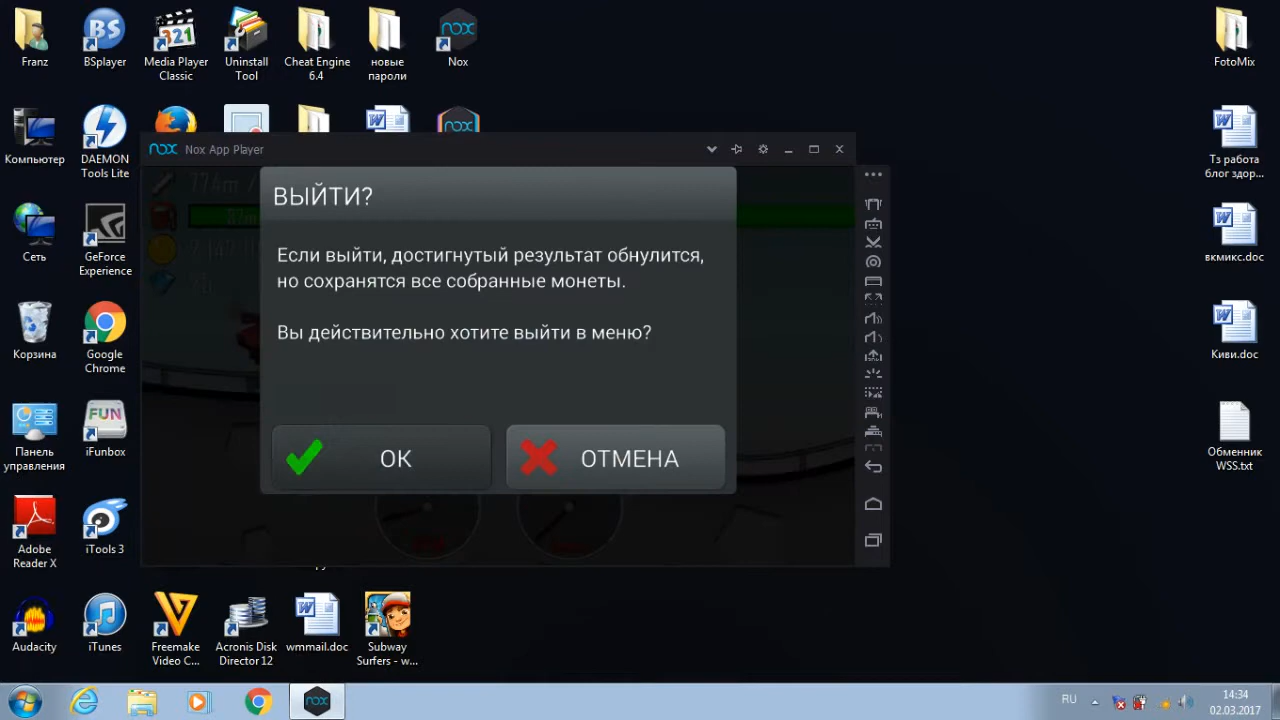 Franz
BSplayer
Media Player
Classic
Uninstall
Tool
Cheat Engine
6.4
новые
пароли
Nox
FotoMix
Компьютер
DAEMON
Tools Lite
Тз работа
блог здор...
nox Nox App Player
774m /
ВЫЙТИ?
Если выйти, достигнутый результат обнулится,
но сохранятся все собранные монеты.
Вы действительно хотите выйти в меню?
OK
ОТМЕНА
Сеть
GeForce
Experience
вкмикс.doc
Корзина
Google
Chrome
Киви.doc
Панель
управления
iFunbox
Обменник
WSS.txt
Adobe
Reader X
iTools 3
Audacity
iTunes
Freemake
Video C...
Acronis Disk
Director 12
wmmail.doc
Subway
Surfers - w...
RU
14:34
02.03.2017